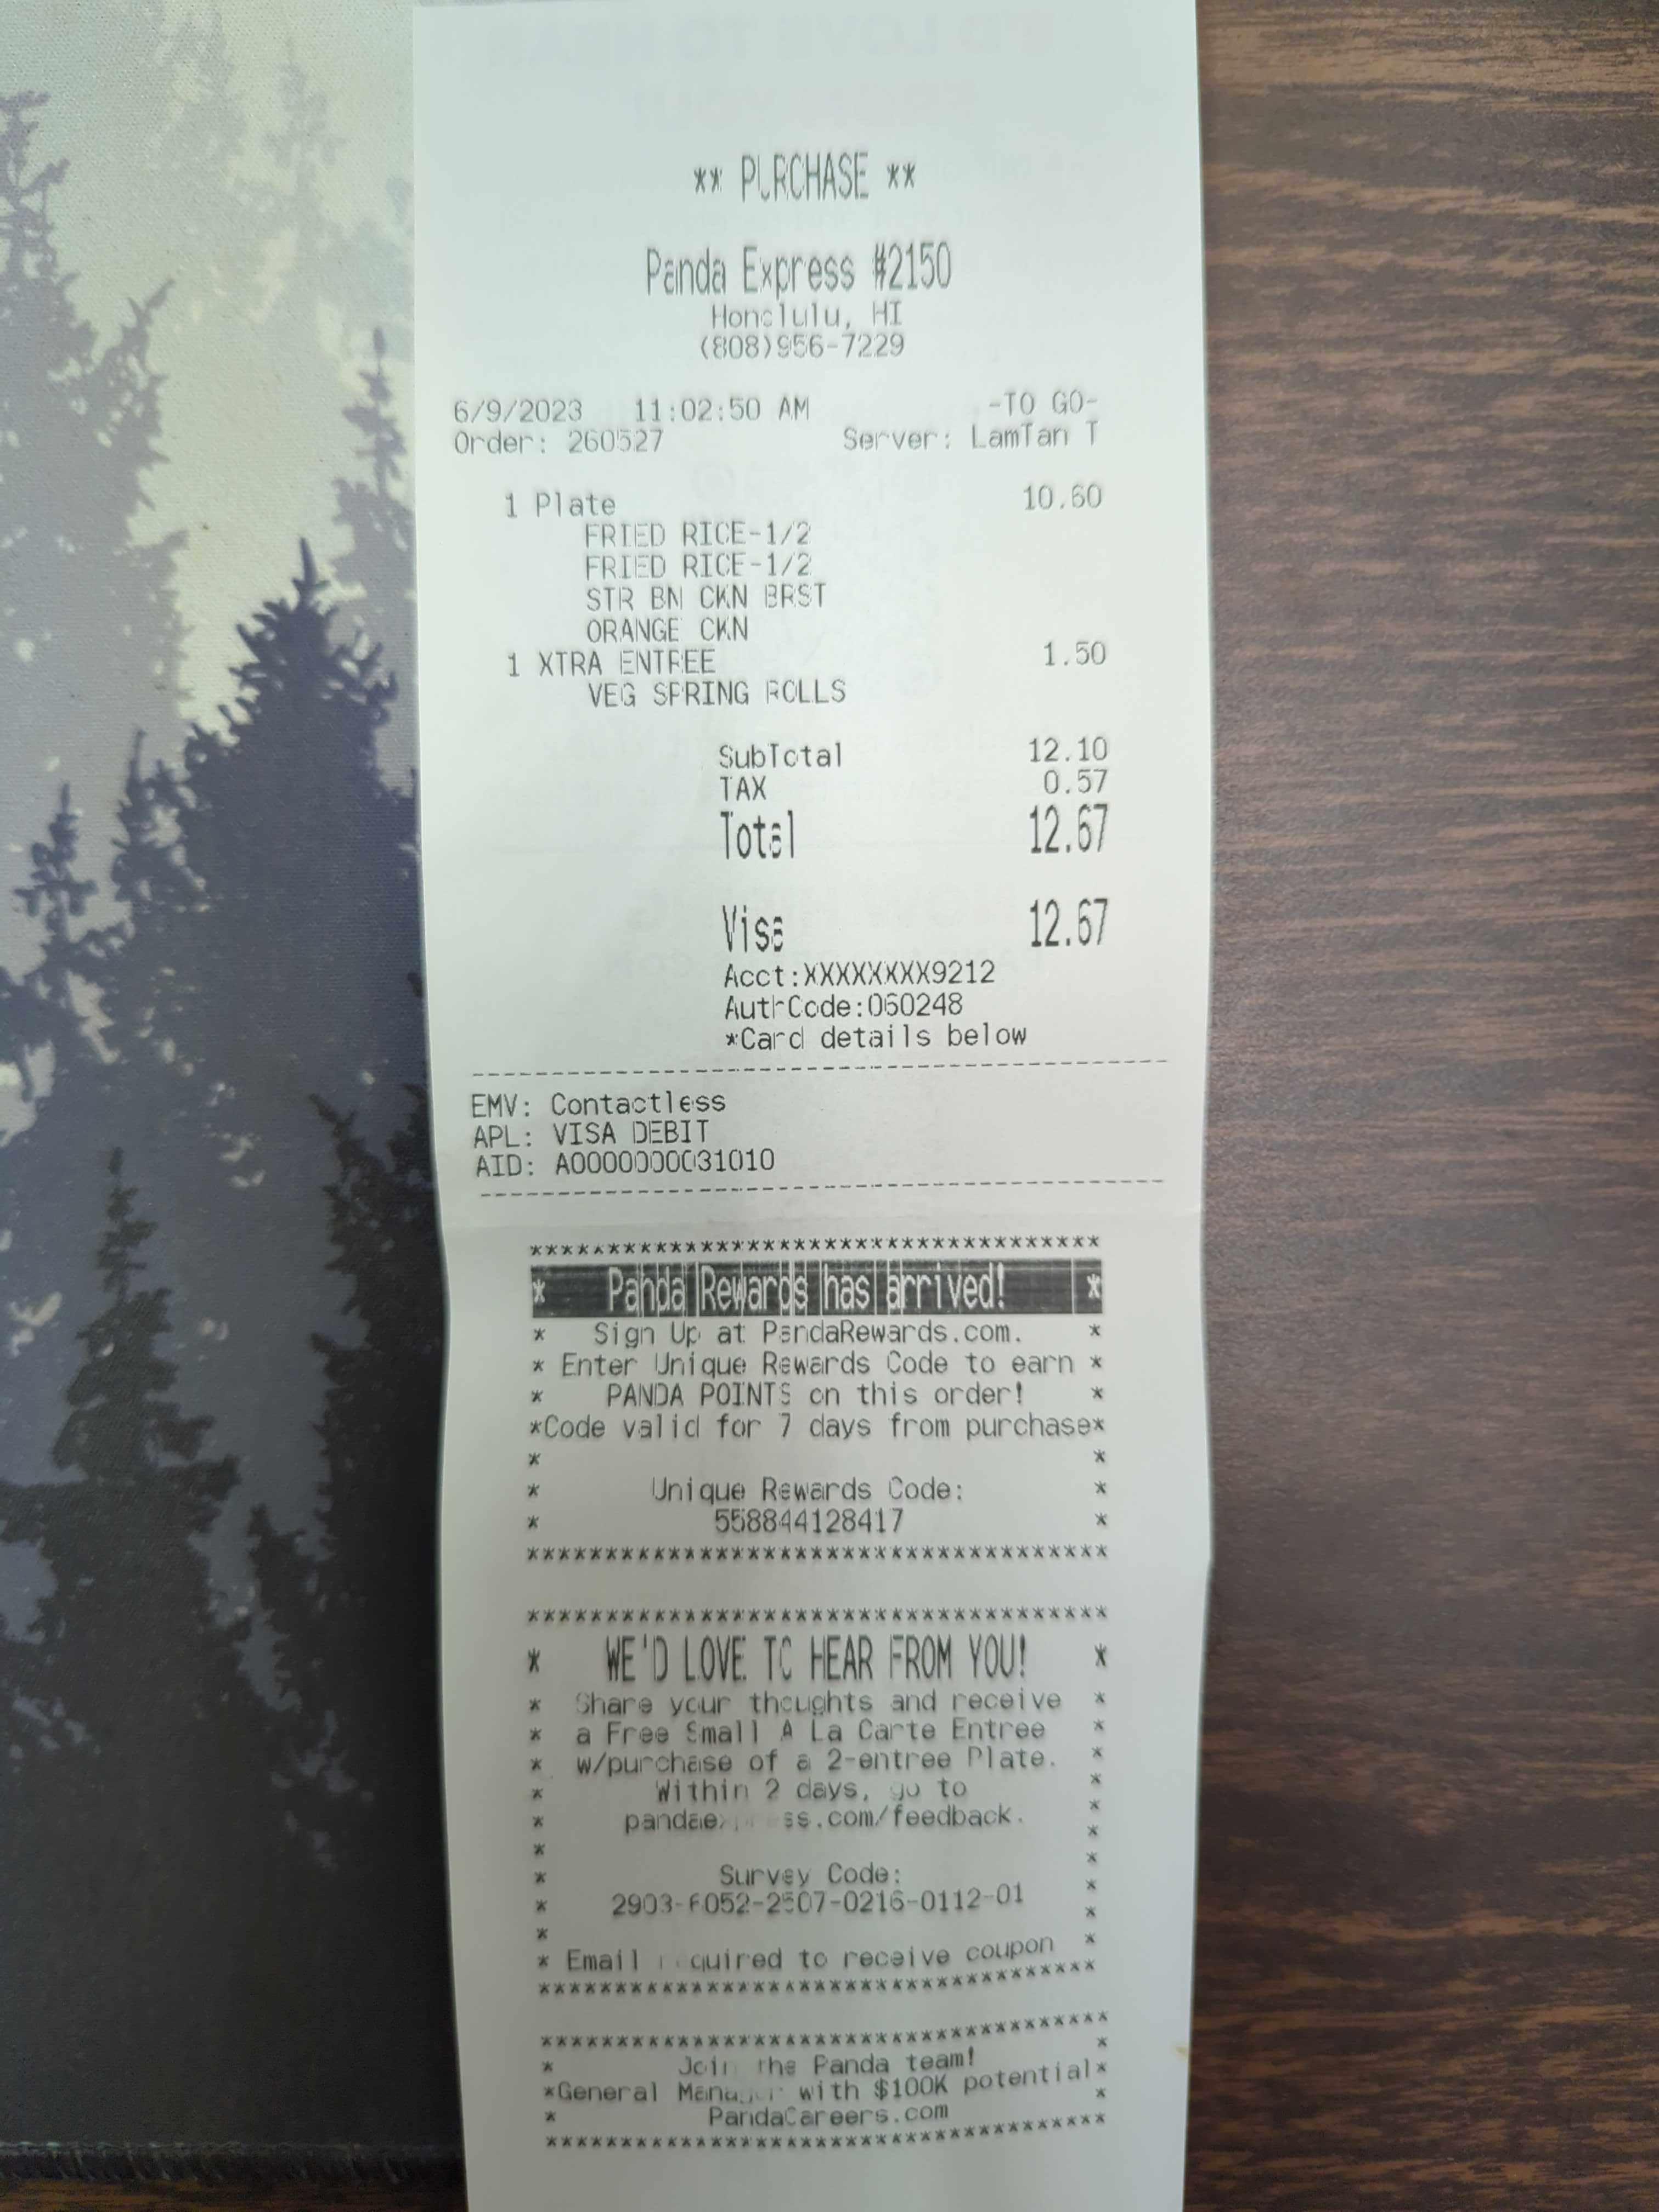 ** PURCHASE **
Panda Express #2150
Honolulu, HI
(808)956-7229
6/9/2023 11:02:50 AM -TO GO-
Order: 260527 Server: LamTan T
1 Plate 10.60
FRIED RICE-1/2
FRIED RICE-1/2
STR BN CKN BRST
ORANGE CKN
1 XTRA ENTREE 1.50
VEG SPRING ROLLS
SubTotal 12.10
TAX 0.57
Total 12.67
Visa 12.67
Acct:XXXXXXXX9212
AuthCode:060248
*Card details below
--------------------------------------------
EMV: Contactless
APL: VISA DEBIT
AID: A0000000031010
--------------------------------------------
*************************************
* Panda Rewards has arrived! *
* Sign Up at PandaRewards.com. *
* Enter Unique Rewards Code to earn *
* PANDA POINTS on this order! *
*Code valid for 7 days from purchase*
* *
* Unique Rewards Code: *
* 558844128417 *
*************************************
*************************************
* WE'D LOVE TO HEAR FROM YOU! *
* Share your thoughts and receive *
* a Free Small A La Carte Entree *
* w/purchase of a 2-entree Plate. *
* Within 2 days, go to *
* pandaexpress.com/feedback. *
* *
* Survey Code: *
* 2903-6052-2507-0216-0112-01 *
* *
* Email required to receive coupon *
*************************************
*************************************
* Join the Panda team! *
*General Manager with $100K potential*
* PandaCareers.com *
*************************************